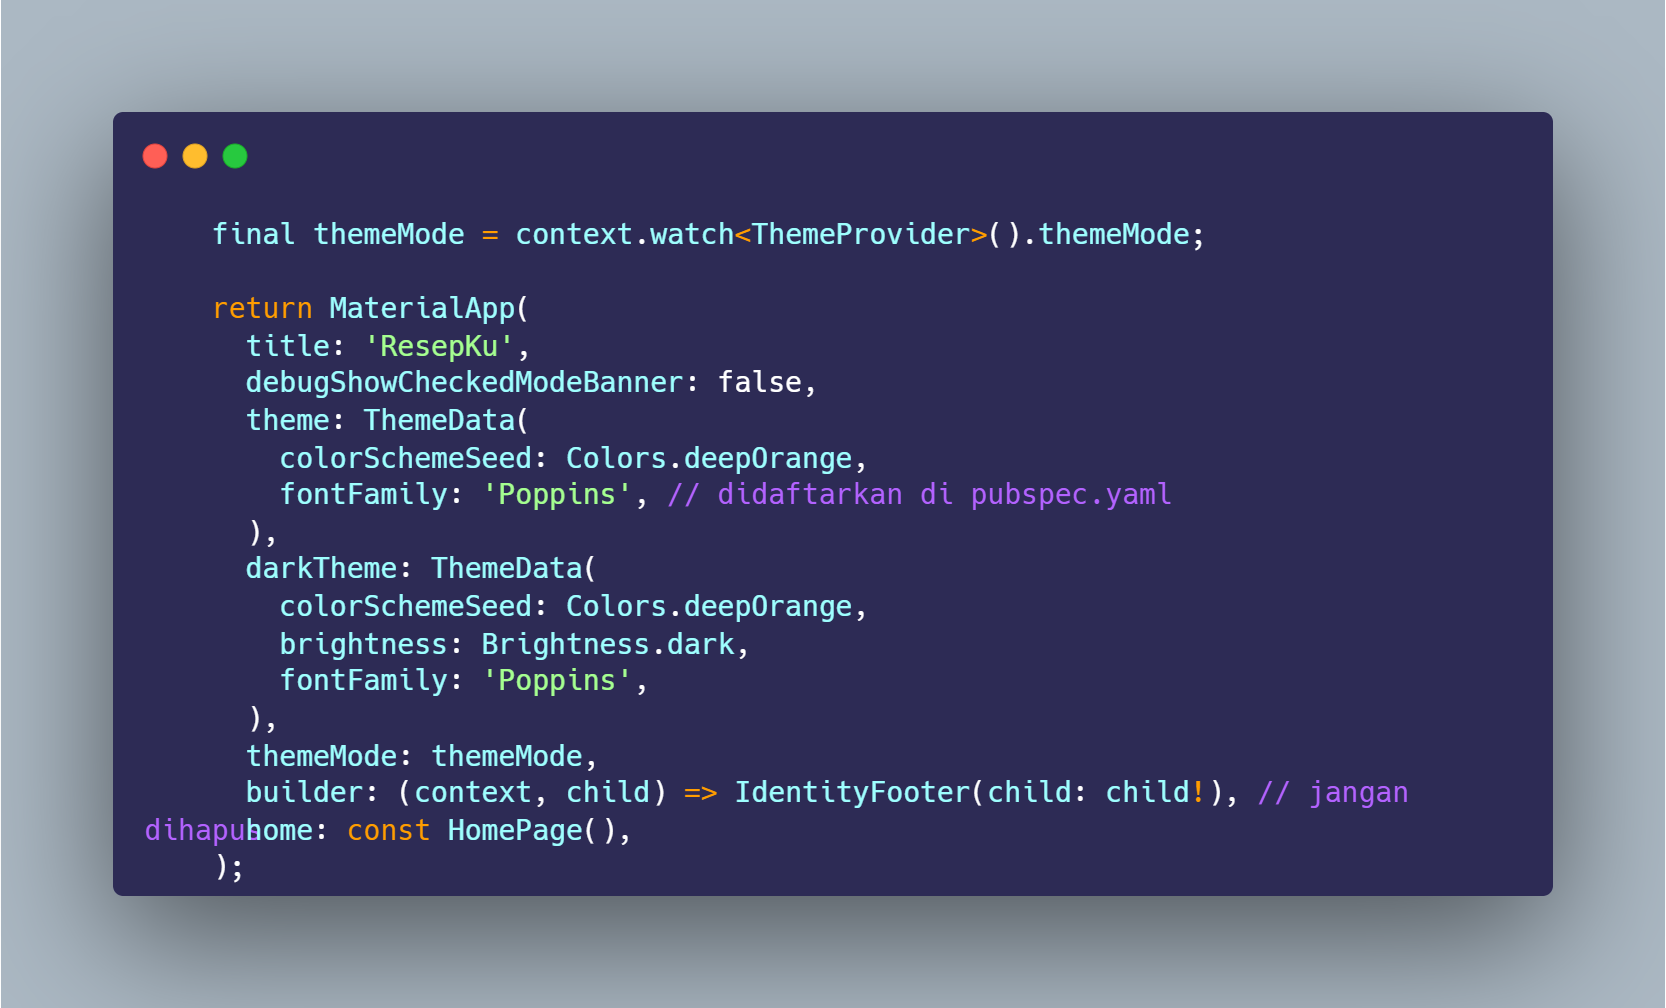 final themeMode = context.watch<ThemeProvider>().themeMode;
return MaterialApp(
title: 'ResepKu',
debugShowCheckedModeBanner: false,
theme: ThemeData(
colorSchemeSeed: Colors.deepOrange,
fontFamily: 'Poppins', // didaftarkan di pubspec.yaml
),
darkTheme: ThemeData(
colorSchemeSeed: Colors.deepOrange,
brightness: Brightness.dark,
fontFamily: 'Poppins',
),
themeMode: themeMode,
builder: (context, child) => IdentityFooter(child: child!), // jangan
dihapus
home: const HomePage(),
);